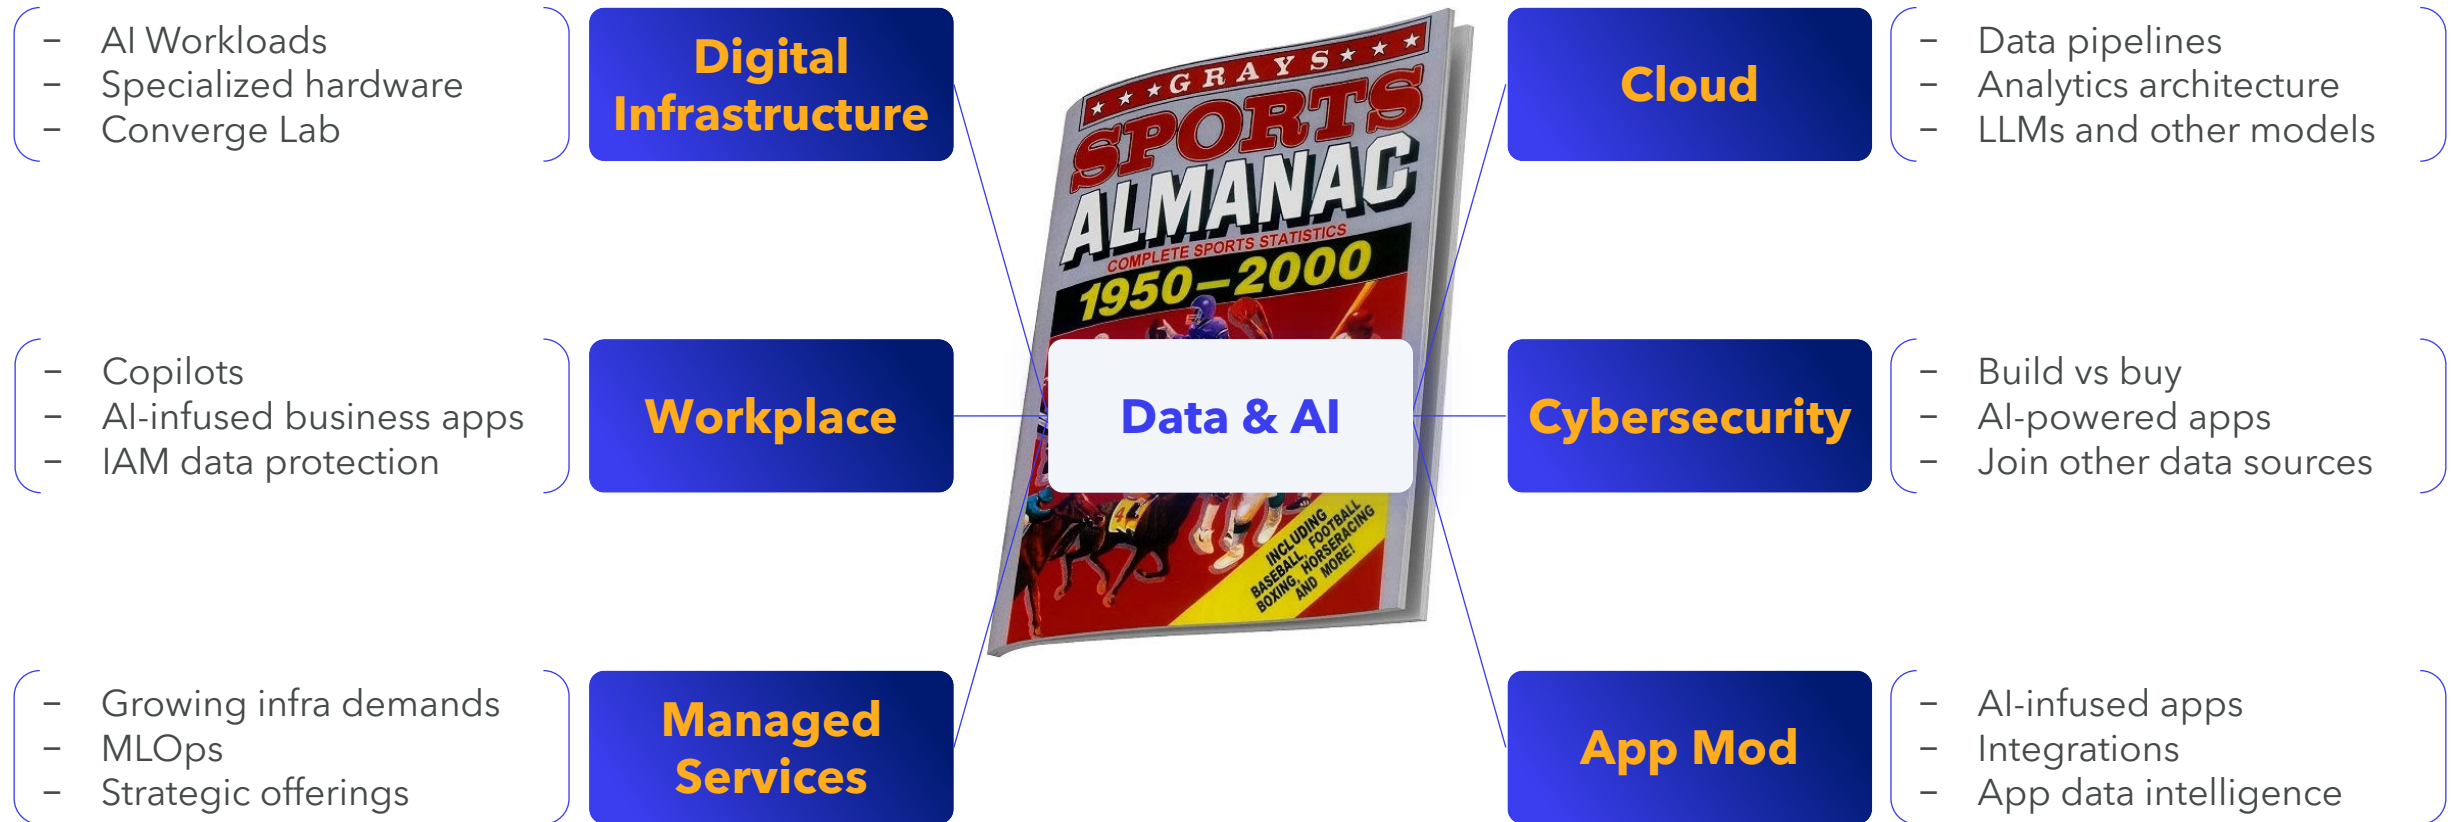 – AI Workloads
– Specialized hardware
– Converge Lab
Digital
Infrastructure
– Copilots
– AI-infused business apps
– IAM data protection
Workplace
– Growing infra demands
– MLOps
– Strategic offerings
Managed
Services
GRAYS
SPORTS
ALMANAC
COMPLETE SPORTS STATISTICS
1950–2000
Data & AI
4
INCLUDING
BASEBALL, FOOTBALL
BOXING, HORSERACING
AND MORE!
Cloud
– Data pipelines
– Analytics architecture
– LLMs and other models
Cybersecurity
– Build vs buy
– AI-powered apps
– Join other data sources
App Mod
– AI-infused apps
– Integrations
– App data intelligence